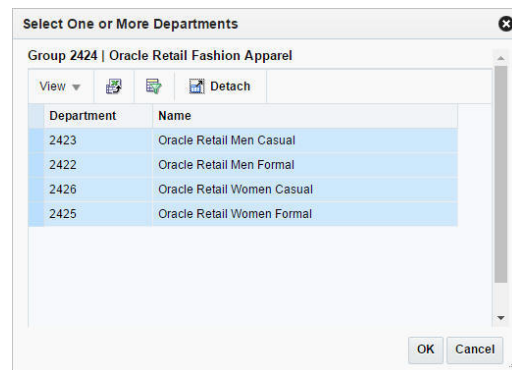 Select One or More Departments
Group 2424 | Oracle Retail Fashion Apparel
View Detach
Department Name
2423 Oracle Retail Men Casual
2422 Oracle Retail Men Formal
2426 Oracle Retail Women Casual
2425 Oracle Retail Women Formal
OK Cancel